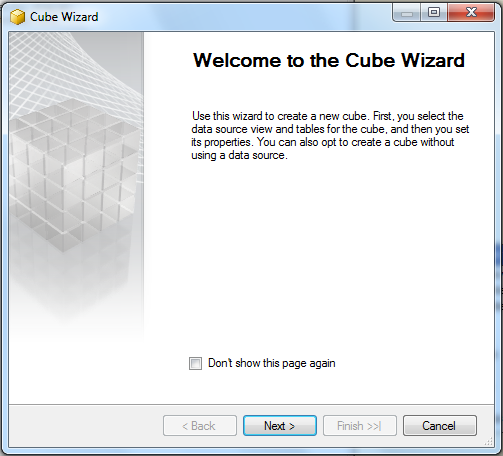 Cube Wizard
Welcome to the Cube Wizard
Use this wizard to create a new cube. First, you select the
data source view and tables for the cube, and then you set
its properties. You can also opt to create a cube without
using a data source.
Don't show this page again
< Back Next > Finish >>| Cancel